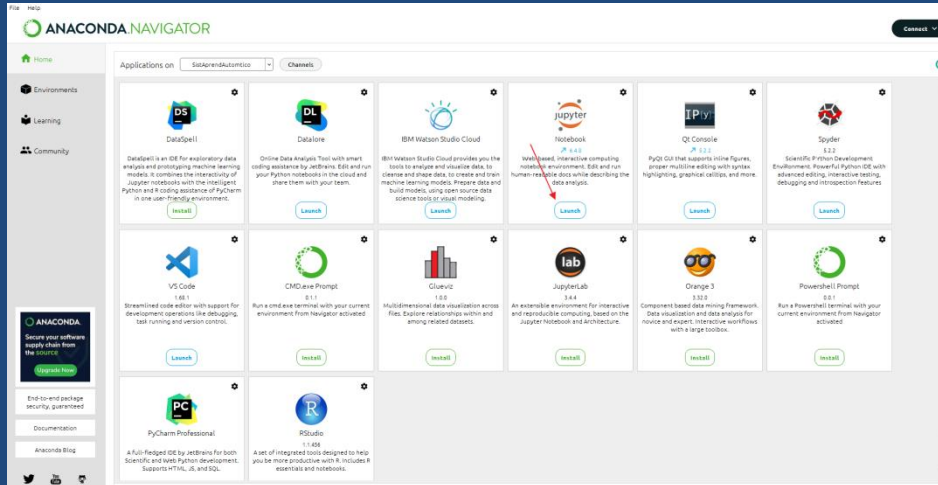 File Help
ANACONDA.NAVIGATOR
Connect
Home
Environments
Learning
Community
Applications on
SistAprendAutomtico
Channels
DS
DataSpell
DataSpell is an IDE for exploratory data
analysis and prototyping machine learning
models. It combines the interactivity of
Jupyter notebooks with the intelligent
Python and R coding assistance of PyCharm
in one user-friendly environment.
Install
DL
Datalore
Online Data Analysis Tool with smart
coding assistance by JetBrains. Edit and run
your Python notebooks in the cloud and
share them with your team.
Launch
IBM Watson Studio Cloud
IBM Watson Studio Cloud provides you the
tools to analyze and visualize data, to
cleanse and shape data, to create and train
machine learning models. Prepare data and
build models, using open source data
science tools or visual modeling.
Launch
jupyter
Notebook
Web-based, interactive computing
notebook environment. Edit and run
human-readable docs while describing the
data analysis.
Launch
IP[y]:
Qt Console
5.2.2
PyQt GUI that supports inline figures,
proper multiline editing with syntax
highlighting, graphical calltips, and more.
Launch
Spyder
5.2.2
Scientific PYthon Development
EnviRonment. Powerful Python IDE with
advanced editing, interactive testing,
debugging and introspection features
Launch
VS Code
1.68.1
Streamlined code editor with support for
development operations like debugging,
task running and version control.
Launch
CMD.exe Prompt
0.1.1
Run a cmd.exe terminal with your current
environment from Navigator activated
Install
Glueviz
1.0.0
Multidimensional data visualization across
files. Explore relationships within and
among related datasets.
Install
lab
JupyterLab
3.4.4
An extensible environment for interactive
and reproducible computing, based on the
Jupyter Notebook and Architecture.
Install
Orange 3
3.32.0
Component based data mining framework.
Data visualization and data analysis for
novice and expert. Interactive workflows
with a large toolbox.
Install
Powershell Prompt
0.0.1
Run a Powershell terminal with your
current environment from Navigator
activated
Install
PC
PyCharm Professional
A full-fledged IDE by JetBrains for both
Scientific and Web Python development.
Supports HTML, JS, and SQL.
R
RStudio
1.1.456
A set of integrated tools designed to help
you be more productive with R. Includes R
essentials and notebooks.
ANACONDA.
Secure your software
supply chain from
the source
Upgrade Now
End-to-end package
security, guaranteed
Documentation
Anaconda Blog